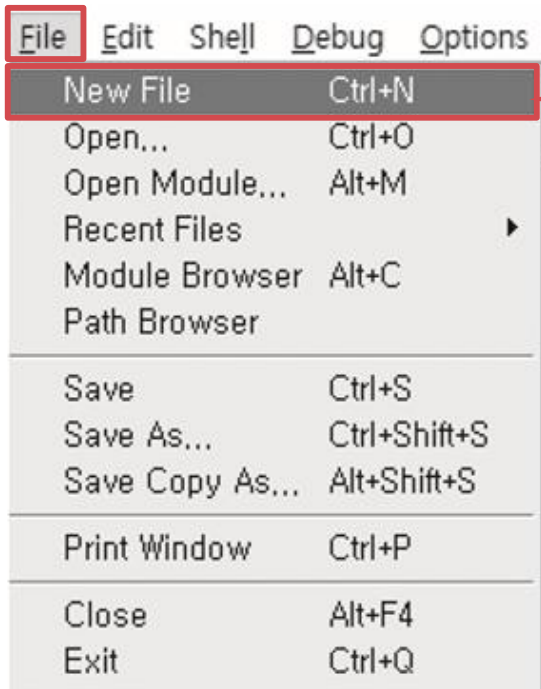 File Edit Shell Debug Options
New File Ctrl+N
Open... Ctrl+O
Open Module... Alt+M
Recent Files
Module Browser Alt+C
Path Browser
Save Ctrl+S
Save As... Ctrl+Shift+S
Save Copy As... Alt+Shift+S
Print Window Ctrl+P
Close Alt+F4
Exit Ctrl+Q